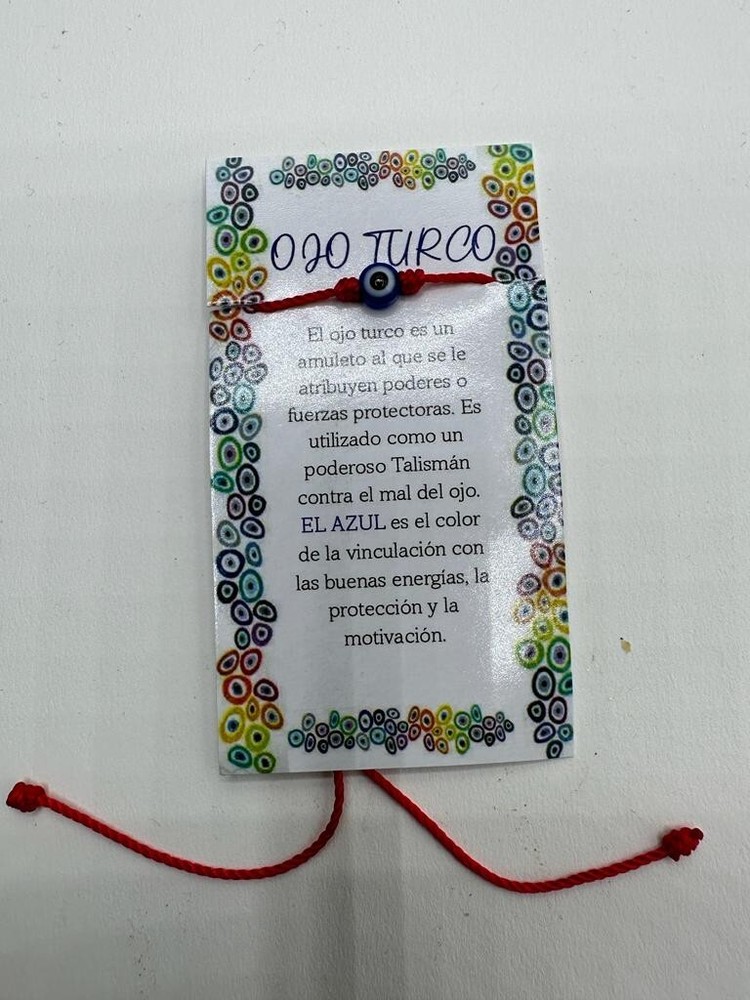 OJO TURCO
El ojo turco es un
amuleto al que se le
atribuyen poderes o
fuerzas protectoras. Es
utilizado como un
poderoso Talismán
contra el mal del ojo.
EL AZUL es el color
de la vinculación con
las buenas energías, la
protección y la
motivación.